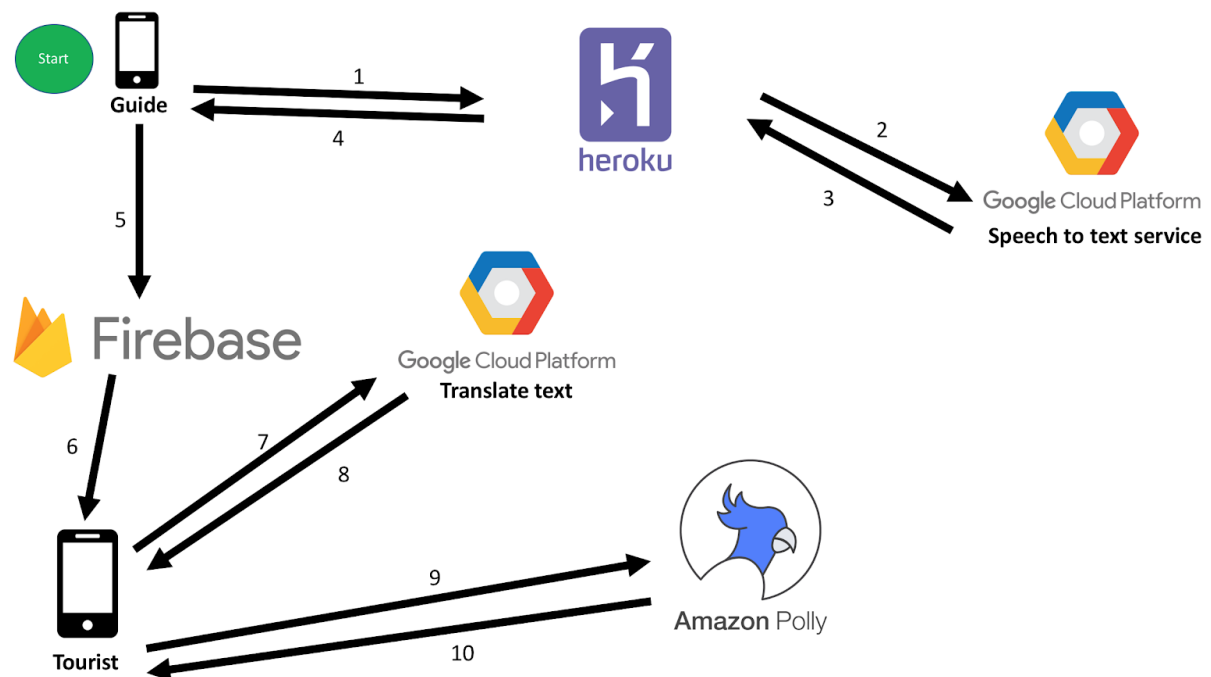 Start
Guide
1
4
heroku
2
3
Google Cloud Platform
Speech to text service
5
Firebase
Google Cloud Platform
Translate text
6
7
8
Tourist
9
10
Amazon Polly